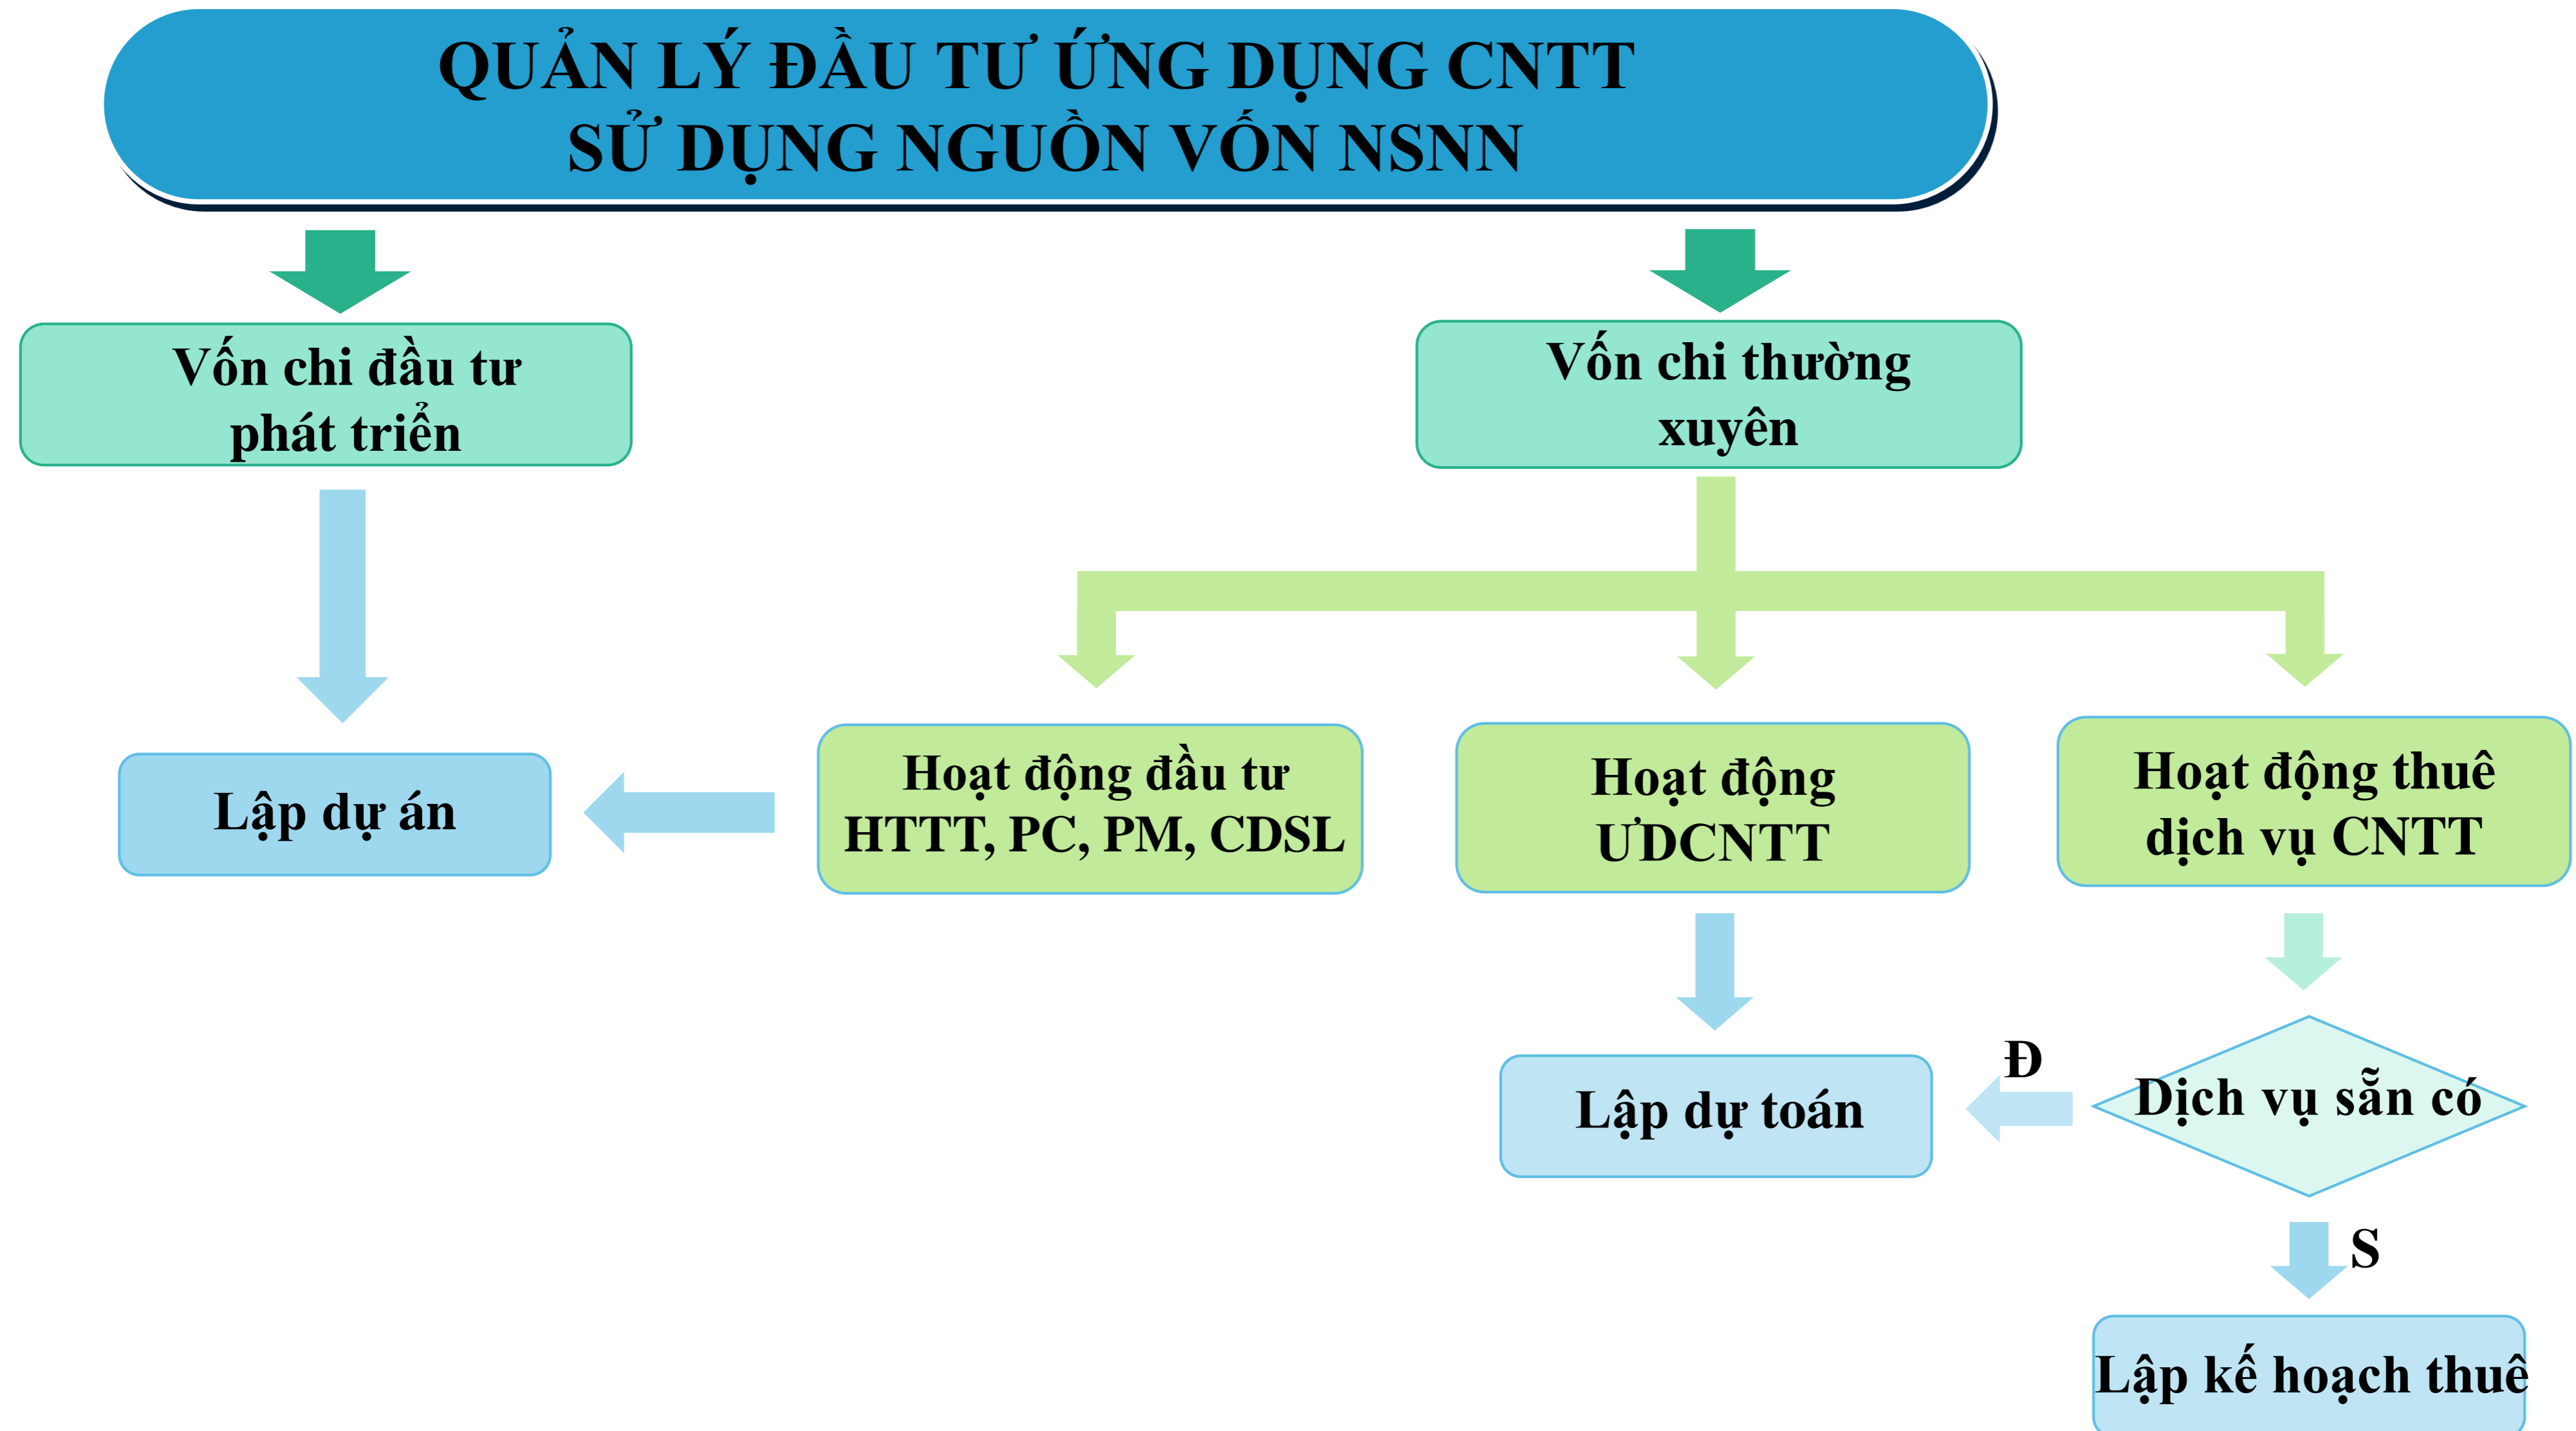 QUẢN LÝ ĐẦU TƯ ỨNG DỤNG CNTT
SỬ DỤNG NGUỒN VỐN NSNN
Vốn chi đầu tư
phát triển
Vốn chi thường
xuyên
Lập dự án
Hoạt động đầu tư
HTTT, PC, PM, CDSL
Hoạt động
ƯDCNTT
Hoạt động thuê
dịch vụ CNTT
Lập dự toán
Đ
Dịch vụ sẵn có
S
Lập kế hoạch thuê